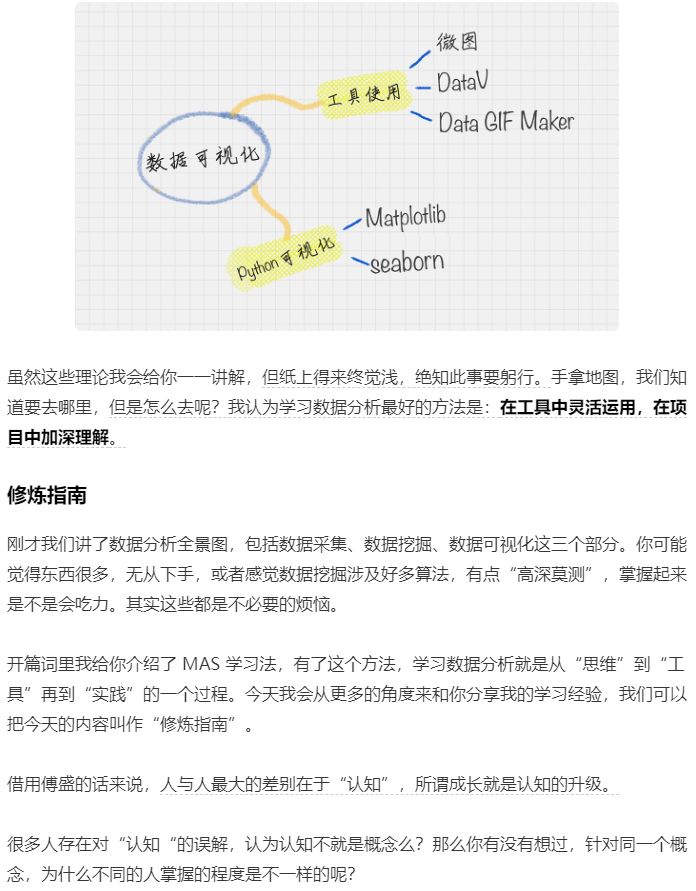 微图
工具使用
DataV
Data GIF Maker
数据可视化
Matplotlib
Python可视化
seaborn
虽然这些理论我会给你一一讲解，但纸上得来终觉浅，绝知此事要躬行。手拿地图，我们知
道要去哪里，但是怎么去呢？我认为学习数据分析最好的方法是：在工具中灵活运用，在项
目中加深理解。
修炼指南
刚才我们讲了数据分析全景图，包括数据采集、数据挖掘、数据可视化这三个部分。你可能
觉得东西很多，无从下手，或者感觉数据挖掘涉及好多算法，有点“高深莫测”，掌握起来
是不是会吃力。其实这些都是不必要的烦恼。
开篇词里我给你介绍了 MAS 学习法，有了这个方法，学习数据分析就是从“思维”到“工
具”再到“实践”的一个过程。今天我会从更多的角度来和你分享我的学习经验，我们可以
把今天的内容叫作“修炼指南”。
借用傅盛的话来说，人与人最大的差别在于“认知”，所谓成长就是认知的升级。
很多人存在对“认知“的误解，认为认知不就是概念么？那么你有没有想过，针对同一个概
念，为什么不同的人掌握的程度是不一样的呢？